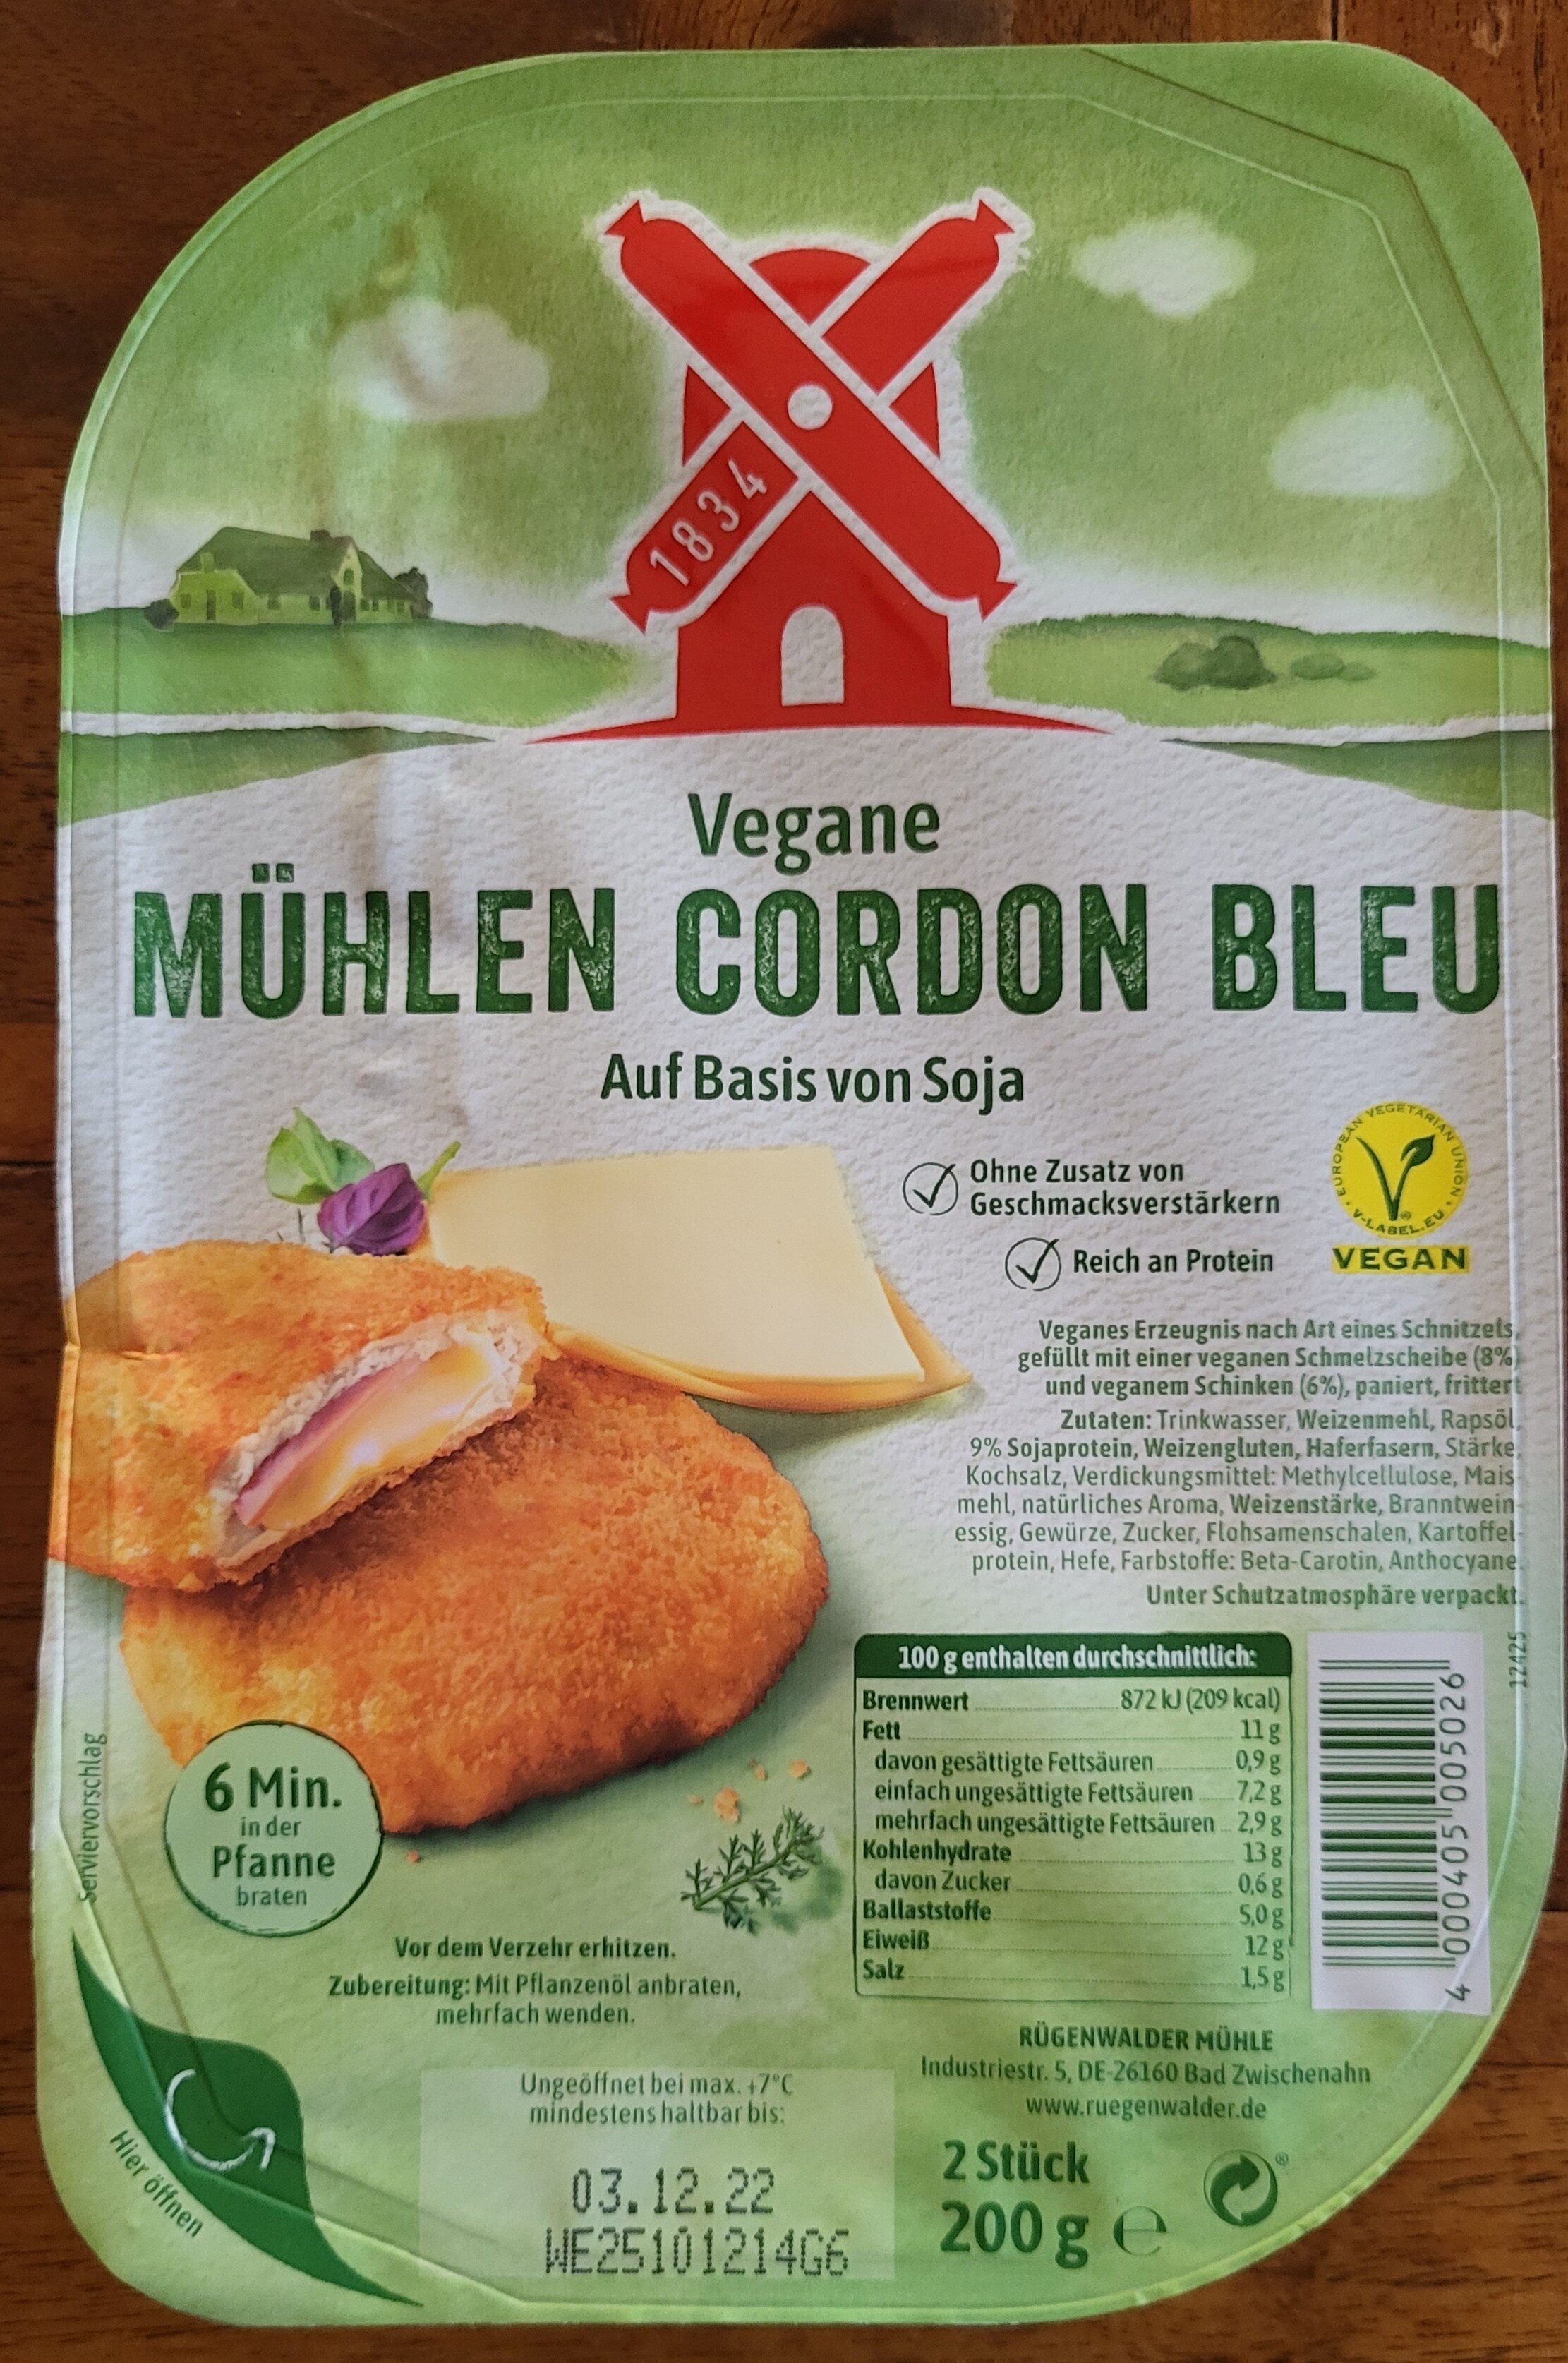 1834
Vegane
MÜHLEN CORDON BLEU
Auf Basis von Soja
Ohne Zusatz von
Geschmacksverstärkern
Reich an Protein
EUROPEAN VEGETARIAN UNION
V-LABEL.EU
VEGAN
Veganes Erzeugnis nach Art eines Schnitzels,
gefüllt mit einer veganen Schmelzscheibe (8%)
und veganem Schinken (6%), paniert, frittert
Zutaten: Trinkwasser, Weizenmehl, Rapsöl,
9% Sojaprotein, Weizengluten, Haferfasern, Stärke,
Kochsalz, Verdickungsmittel: Methylcellulose, Mais-
mehl, natürliches Aroma, Weizenstärke, Branntwein-
essig, Gewürze, Zucker, Flohsamenschalen, Kartoffel-
protein, Hefe, Farbstoffe: Beta-Carotin, Anthocyane.
Unter Schutzatmosphäre verpackt.
12425
100 g enthalten durchschnittlich:
Brennwert 872 kJ (209 kcal)
Fett 11 g
davon gesättigte Fettsäuren 0,9 g
einfach ungesättigte Fettsäuren 7,2 g
mehrfach ungesättigte Fettsäuren 2,9 g
Kohlenhydrate 13 g
davon Zucker 0,6 g
Ballaststoffe 5,0 g
Eiweiß 12 g
Salz 1,5 g
4 000405 005026
Serviervorschlag
6 Min.
in der
Pfanne
braten
Vor dem Verzehr erhitzen.
Zubereitung: Mit Pflanzenöl anbraten,
mehrfach wenden.
RÜGENWALDER MÜHLE
Industriestr. 5, DE-26160 Bad Zwischenahn
www.ruegenwalder.de
Ungeöffnet bei max. +7°C
mindestens haltbar bis:
03.12.22
WE25101214G6
2 Stück
200 g ℮
Hier öffnen